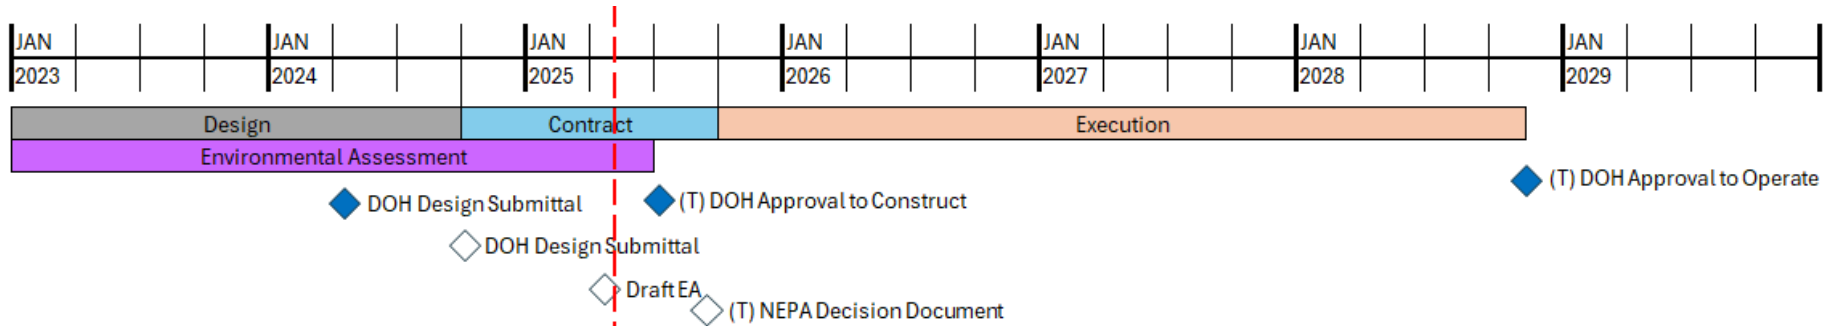 JAN JAN JAN JAN JAN JAN JAN
2023 2024 2025 2026 2027 2028 2029
Design Contract Execution
Environmental Assessment
(T) DOH Approval to Operate
DOH Design Submittal (T) DOH Approval to Construct
DOH Design Submittal
Draft EA
(T) NEPA Decision Document